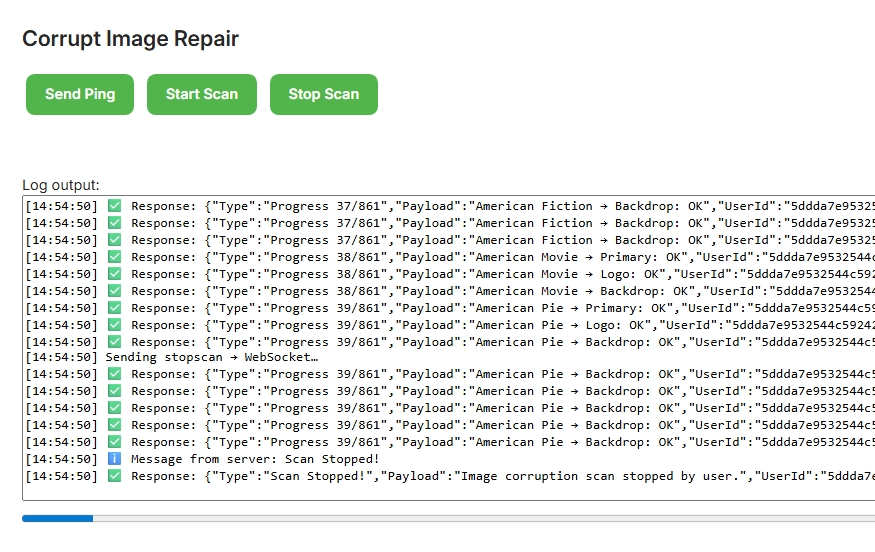 Corrupt Image Repair
Send Ping Start Scan Stop Scan
Log output:
[14:54:50] ✅ Response: {"Type":"Progress 37/861","Payload":"American Fiction → Backdrop: OK","UserId":"5ddda7e95325
[14:54:50] ✅ Response: {"Type":"Progress 37/861","Payload":"American Fiction → Backdrop: OK","UserId":"5ddda7e95325
[14:54:50] ✅ Response: {"Type":"Progress 37/861","Payload":"American Fiction → Backdrop: OK","UserId":"5ddda7e95325
[14:54:50] ✅ Response: {"Type":"Progress 38/861","Payload":"American Movie → Primary: OK","UserId":"5ddda7e9532544c
[14:54:50] ✅ Response: {"Type":"Progress 38/861","Payload":"American Movie → Logo: OK","UserId":"5ddda7e9532544c592
[14:54:50] ✅ Response: {"Type":"Progress 38/861","Payload":"American Movie → Backdrop: OK","UserId":"5ddda7e9532544
[14:54:50] ✅ Response: {"Type":"Progress 39/861","Payload":"American Pie → Primary: OK","UserId":"5ddda7e9532544c59
[14:54:50] ✅ Response: {"Type":"Progress 39/861","Payload":"American Pie → Logo: OK","UserId":"5ddda7e9532544c59242
[14:54:50] ✅ Response: {"Type":"Progress 39/861","Payload":"American Pie → Backdrop: OK","UserId":"5ddda7e9532544c5
[14:54:50] Sending stopscan → WebSocket…
[14:54:50] ✅ Response: {"Type":"Progress 39/861","Payload":"American Pie → Backdrop: OK","UserId":"5ddda7e9532544c5
[14:54:50] ✅ Response: {"Type":"Progress 39/861","Payload":"American Pie → Backdrop: OK","UserId":"5ddda7e9532544c5
[14:54:50] ✅ Response: {"Type":"Progress 39/861","Payload":"American Pie → Backdrop: OK","UserId":"5ddda7e9532544c5
[14:54:50] ✅ Response: {"Type":"Progress 39/861","Payload":"American Pie → Backdrop: OK","UserId":"5ddda7e9532544c5
[14:54:50] ✅ Response: {"Type":"Progress 39/861","Payload":"American Pie → Backdrop: OK","UserId":"5ddda7e9532544c5
[14:54:50] ℹ️ Message from server: Scan Stopped!
[14:54:50] ✅ Response: {"Type":"Scan Stopped!","Payload":"Image corruption scan stopped by user.","UserId":"5ddda7e